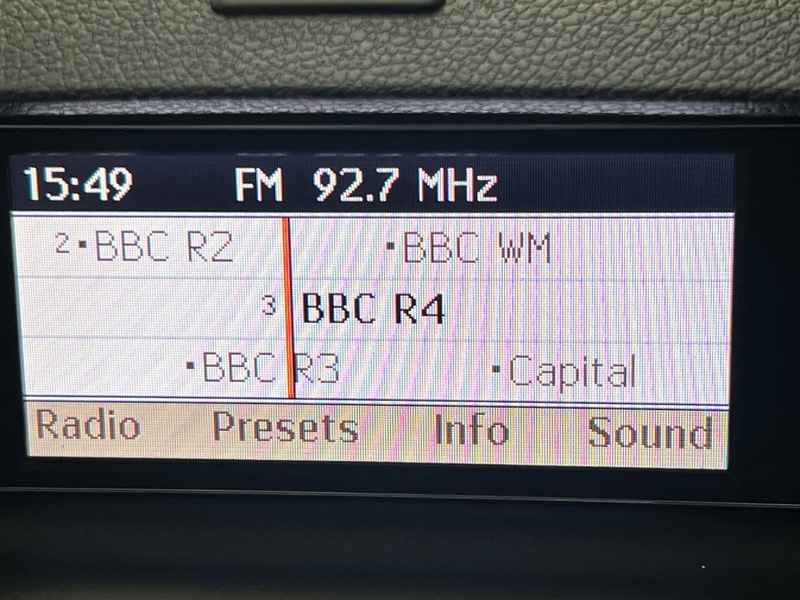 15:49 FM 92.7 MHz
2 ▪BBC R2 ▪BBC WM
3 BBC R4
▪BBC R3 ▪Capital
Radio Presets Info Sound